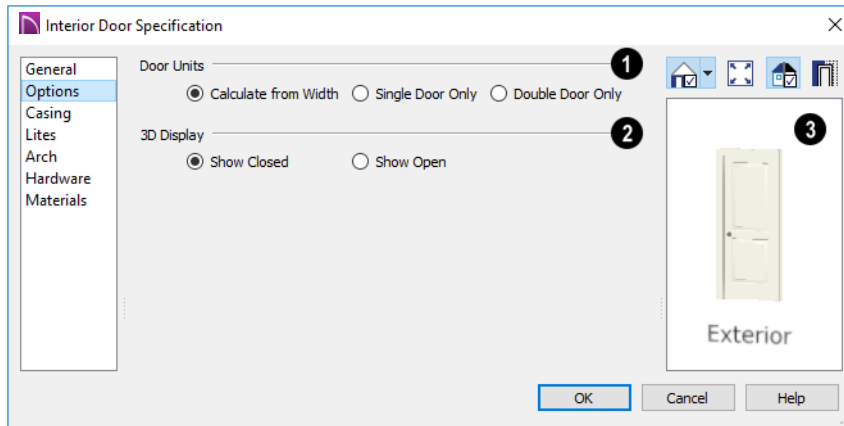 Interior Door Specification
General
Options
Casing
Lites
Arch
Hardware
Materials
Door Units
1
Calculate from Width Single Door Only Double Door Only
3D Display
2
Show Closed Show Open
3
Exterior
OK Cancel Help